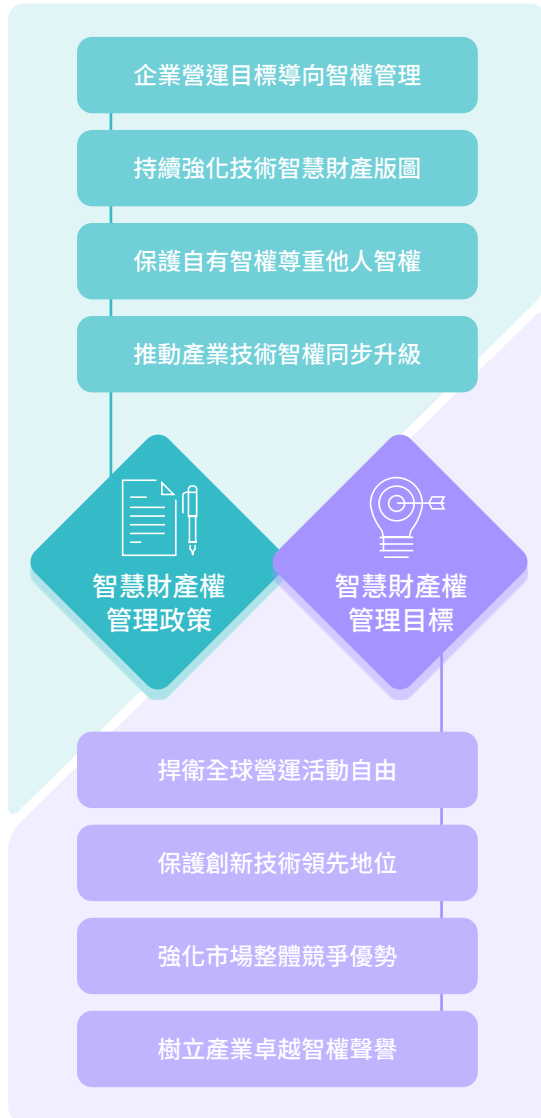 企業營運目標導向智權管理
持續強化技術智慧財產版圖
保護自有智權尊重他人智權
推動產業技術智權同步升級
智慧財產權
管理政策
智慧財產權
管理目標
捍衛全球營運活動自由
保護創新技術領先地位
強化市場整體競爭優勢
樹立產業卓越智權聲譽